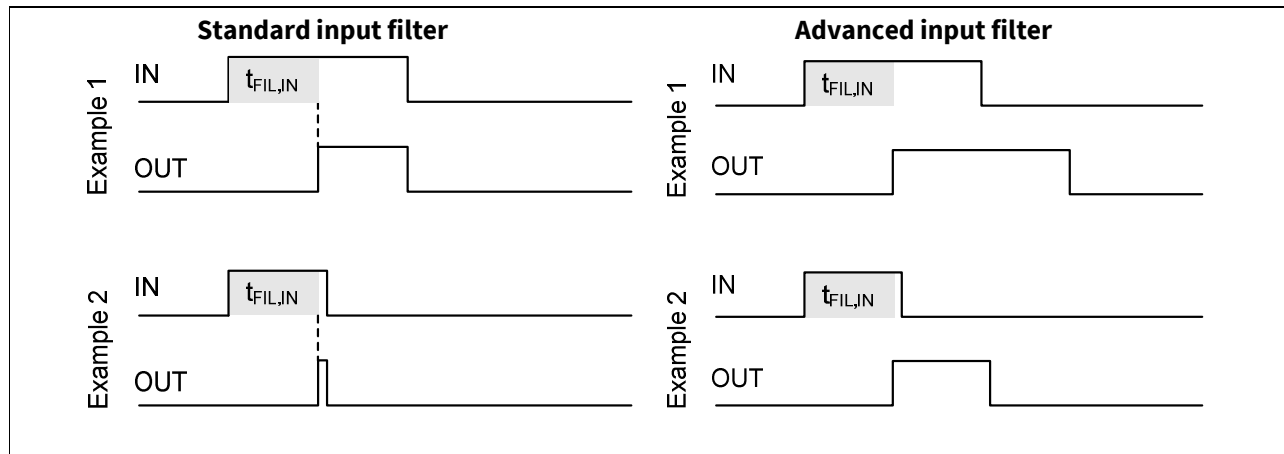 Standard input filter
Example 1
IN
tFIL,IN
OUT
Example 2
IN
tFIL,IN
OUT
Advanced input filter
Example 1
IN
tFIL,IN
OUT
Example 2
IN
tFIL,IN
OUT